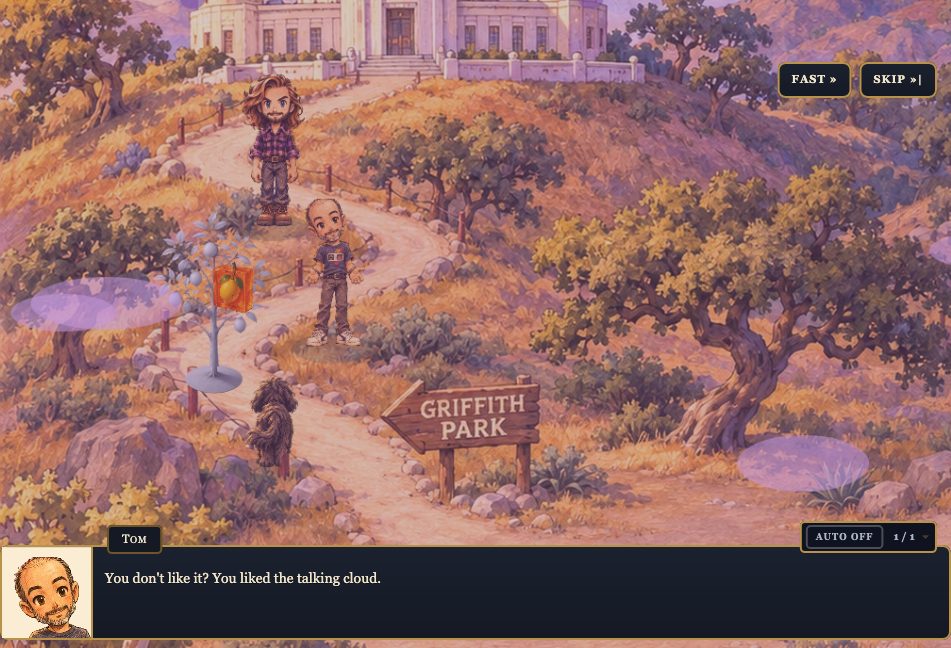 FAST »
SKIP »|
GRIFFITH
PARK
Tom
AUTO OFF
1 / 1
You don't like it? You liked the talking cloud.